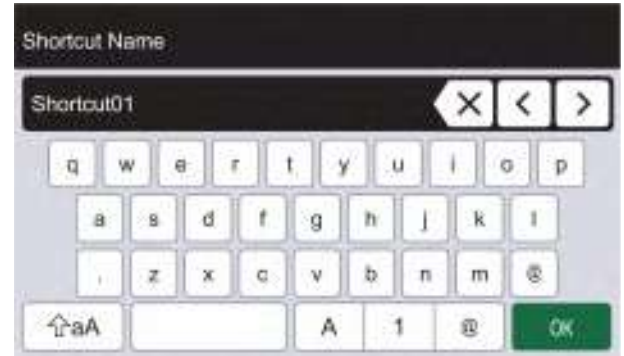 Shortcut Name
Shortcut01
q w e r t y u i o p
a s d f g h j k l
. z x c v b n m @
aA A 1 @ OK